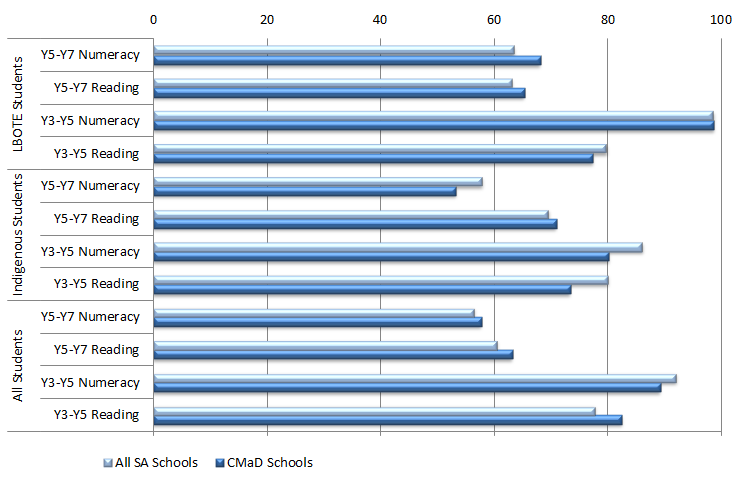 0 20 40 60 80 100
LBOTE Students
Y5-Y7 Numeracy
Y5-Y7 Reading
Y3-Y5 Numeracy
Y3-Y5 Reading
Indigenous Students
Y5-Y7 Numeracy
Y5-Y7 Reading
Y3-Y5 Numeracy
Y3-Y5 Reading
All Students
Y5-Y7 Numeracy
Y5-Y7 Reading
Y3-Y5 Numeracy
Y3-Y5 Reading
All SA Schools CMaD Schools